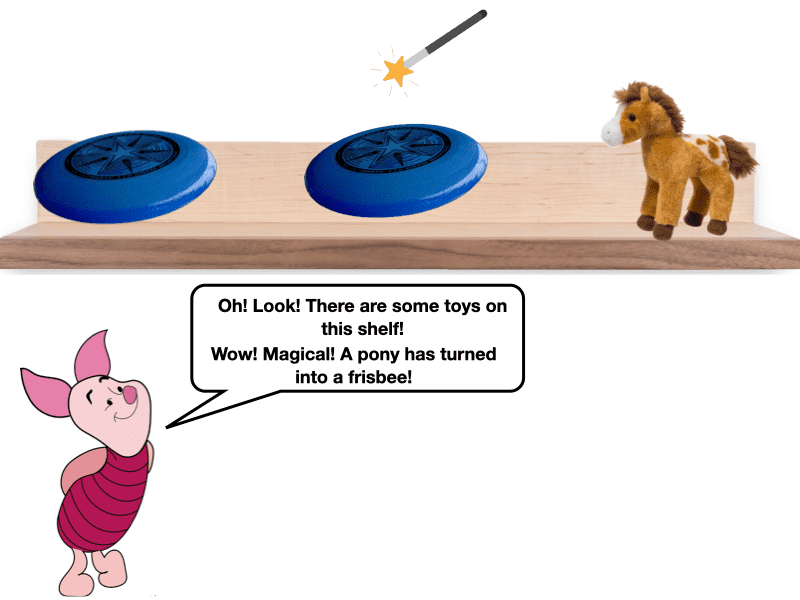 Oh! Look! There are some toys on
this shelf!
Wow! Magical! A pony has turned
into a frisbee!